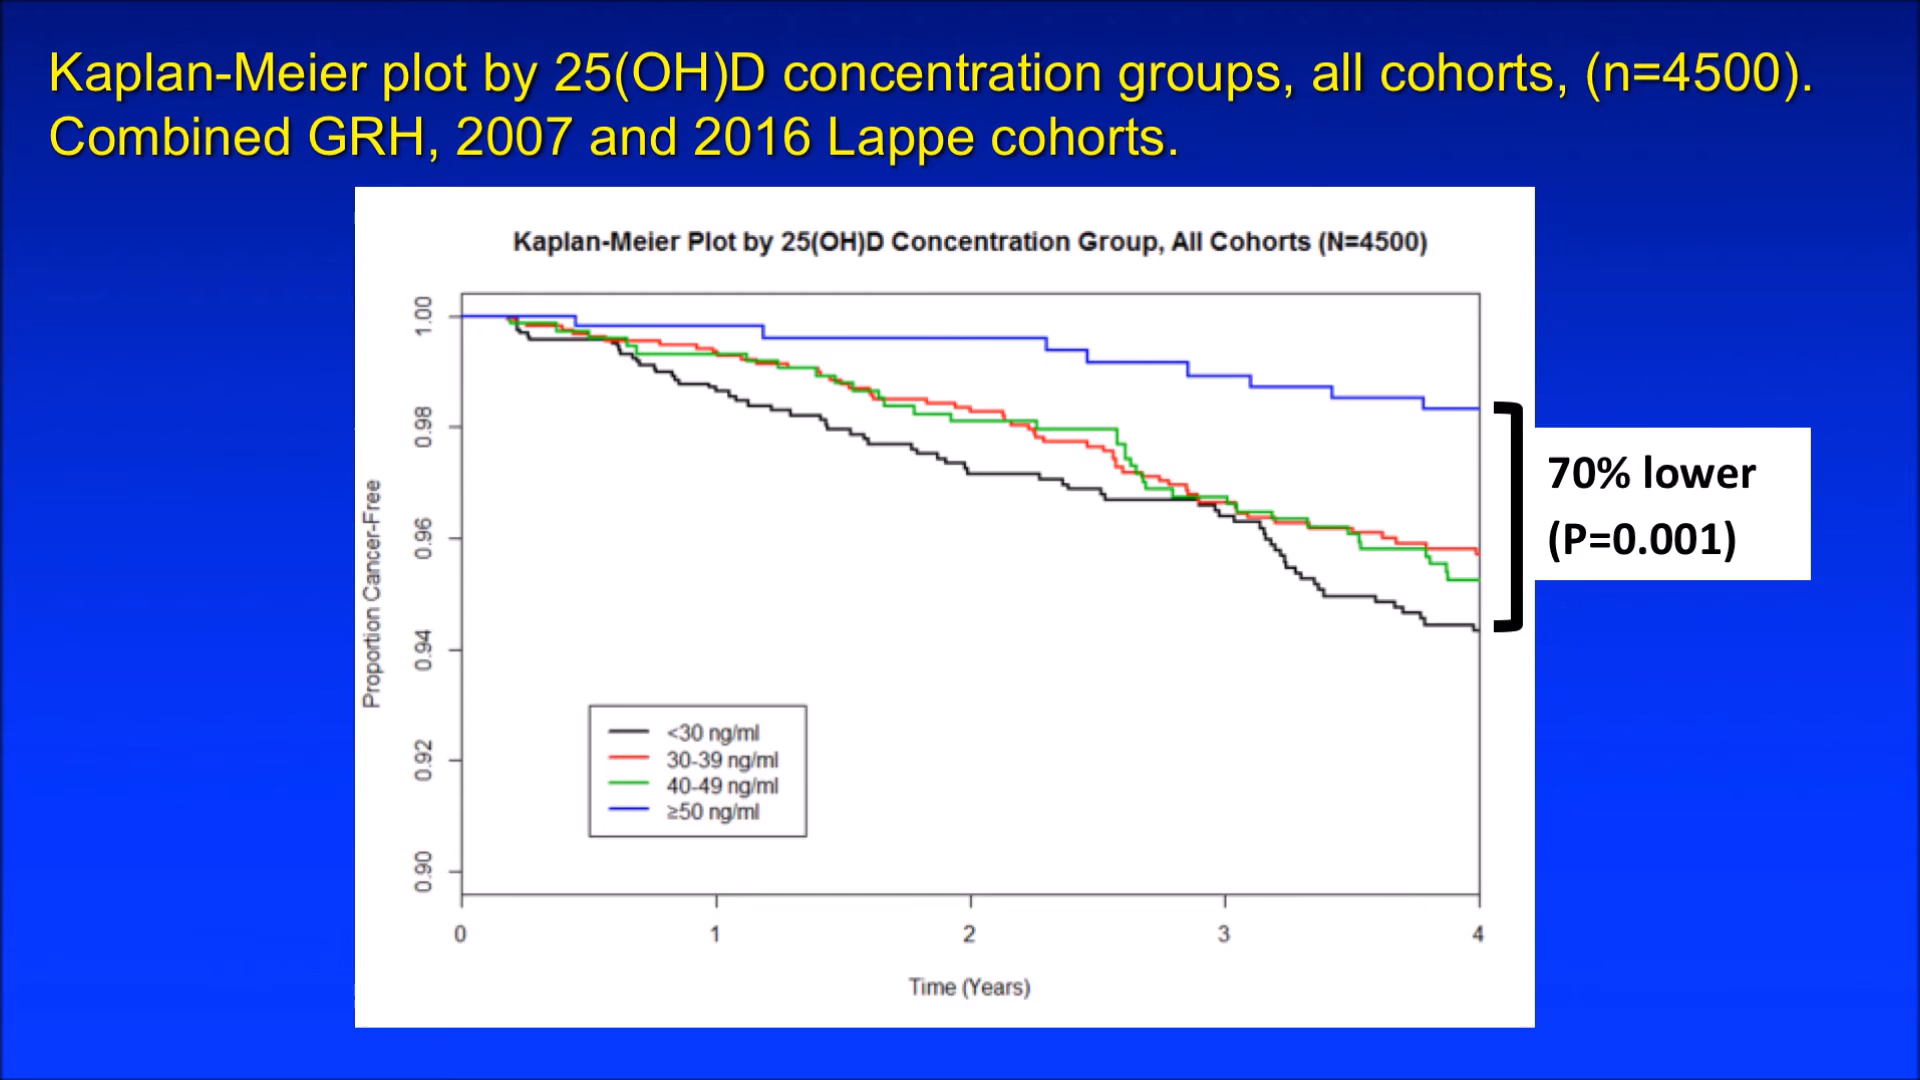 Kaplan-Meier plot by 25(OH)D concentration groups, all cohorts, (n=4500).
Combined GRH, 2007 and 2016 Lappe cohorts.
Kaplan-Meier Plot by 25(OH)D Concentration Group, All Cohorts (N=4500)
Proportion Cancer-Free
1.00
0.98
0.96
0.94
0.92
0.90
<30 ng/ml
30-39 ng/ml
40-49 ng/ml
≥50 ng/ml
70% lower
(P=0.001)
0 1 2 3 4
Time (Years)